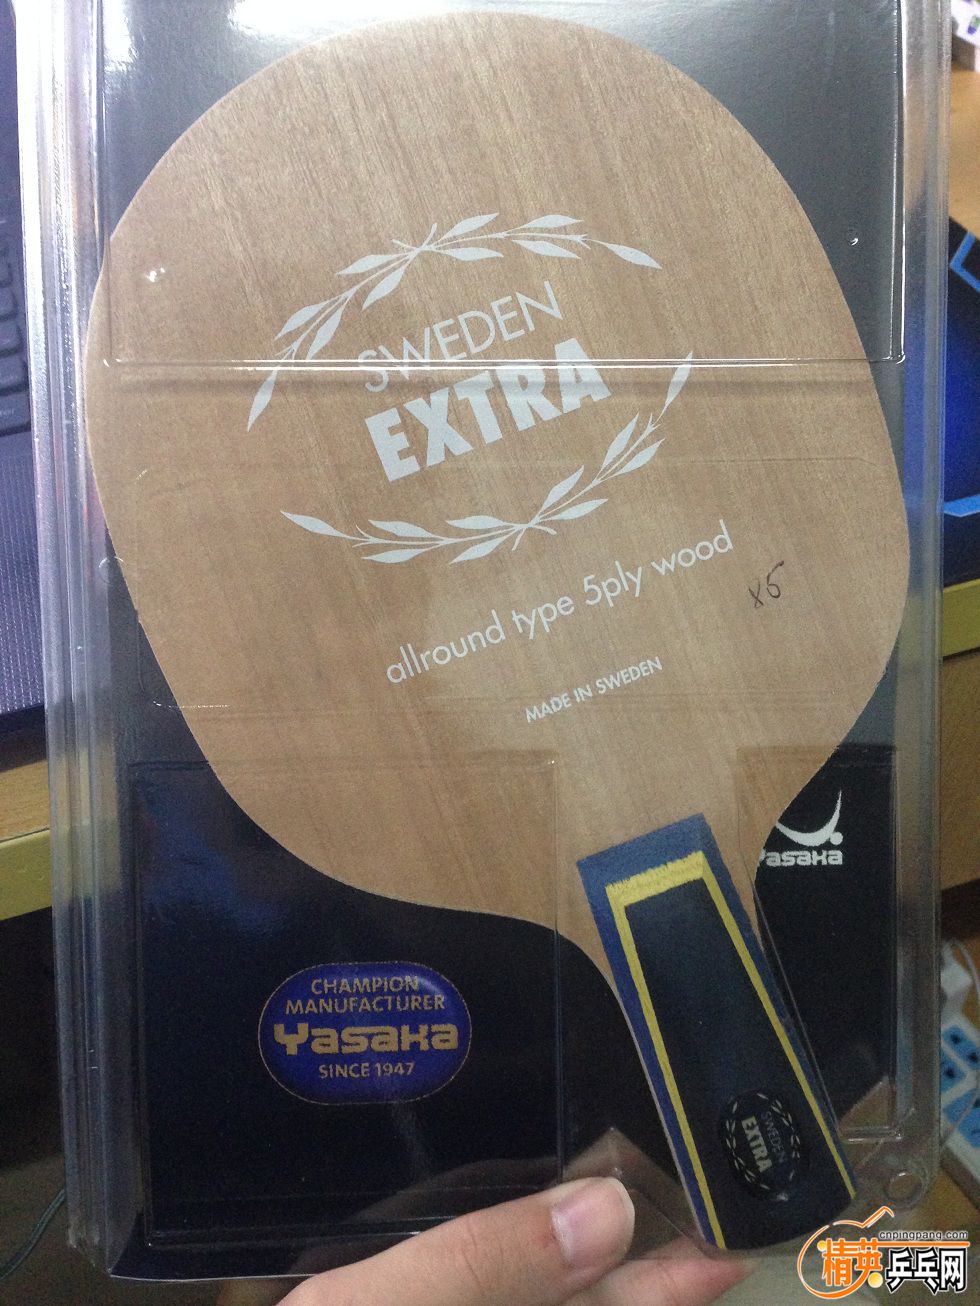 SWEDEN
EXTRA
allround type 5ply wood
85
MADE IN SWEDEN
Yasaka
CHAMPION
MANUFACTURER
Yasaka
SINCE 1947
SWEDEN
EXTRA
cnpingpang.com
精英乒乓网